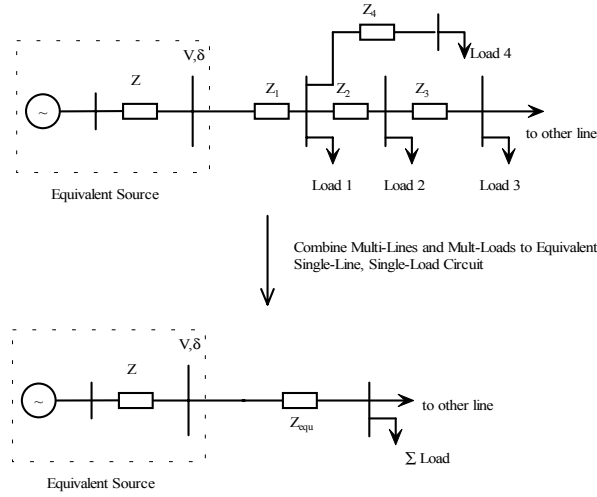 Z₄
Load 4
V,δ
Z
Z₁
Z₂
Z₃
~
to other line
Load 1
Load 2
Load 3
Equivalent Source
Combine Multi-Lines and Mult-Loads to Equivalent
Single-Line, Single-Load Circuit
V,δ
Z
~
to other line
Zequ
Σ Load
Equivalent Source